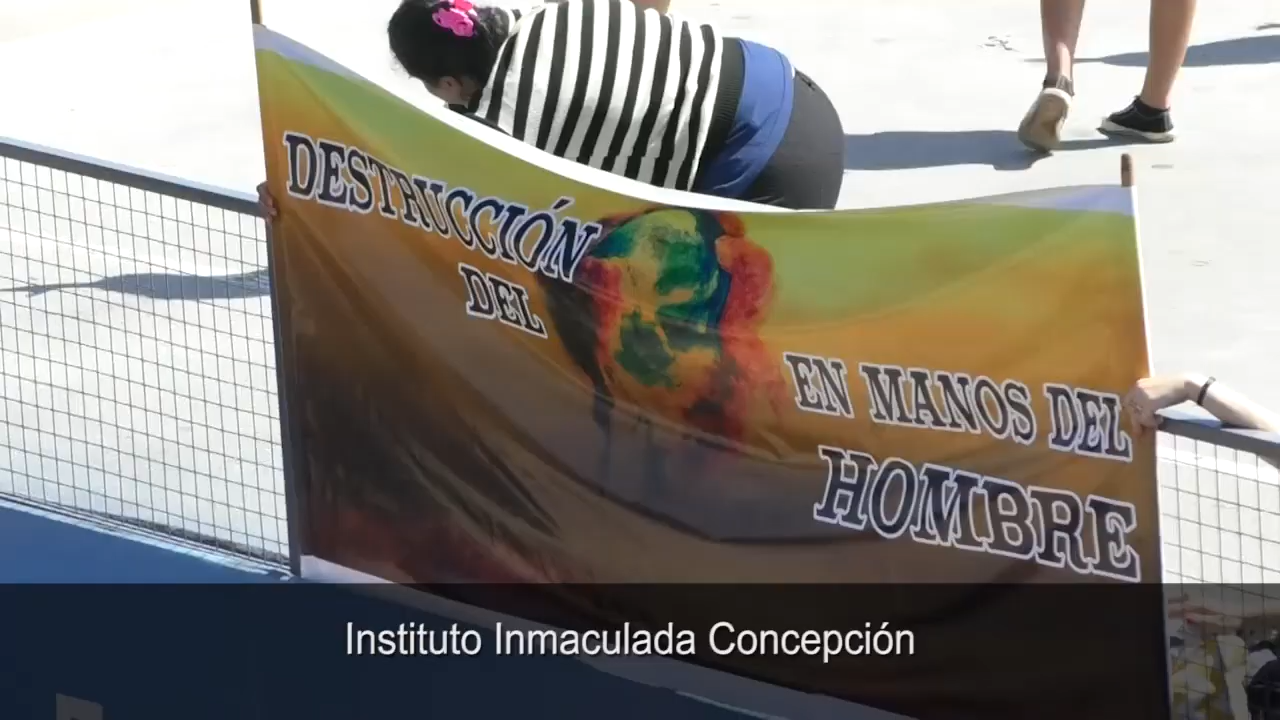 DESTRUCCIÓN
DEL
EN MANOS DEL
HOMBRE
Instituto Inmaculada Concepción